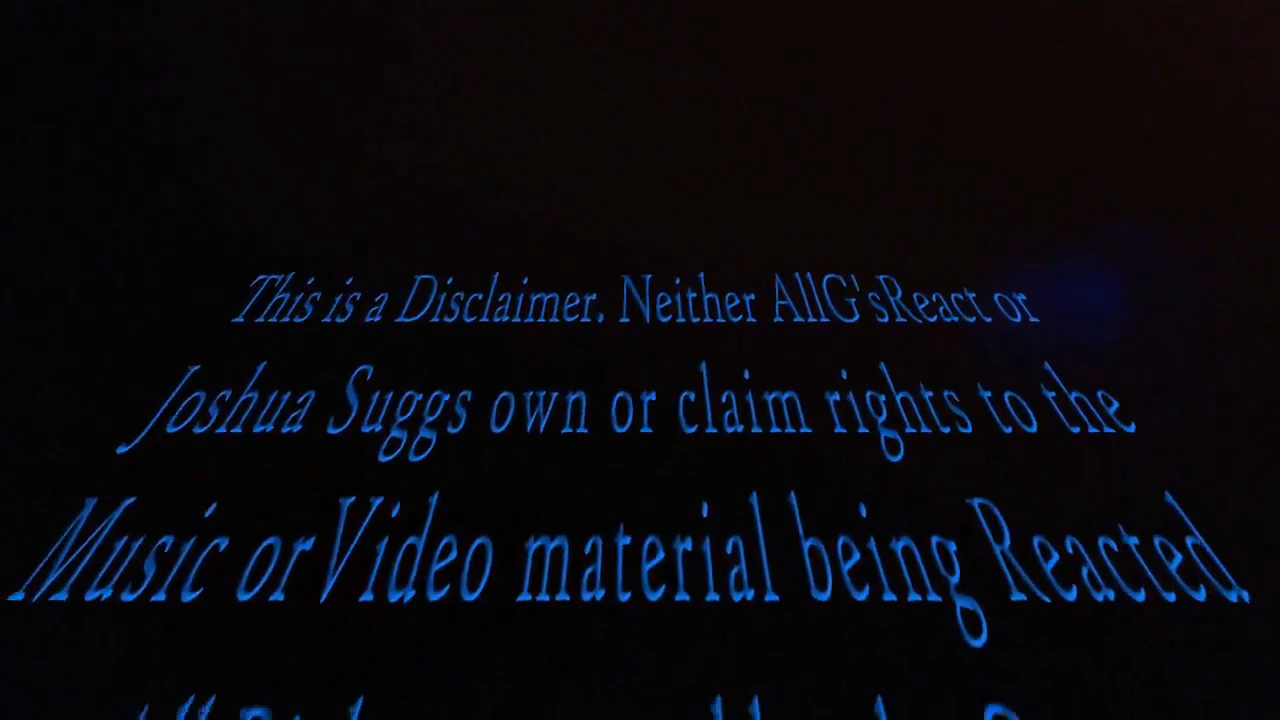 This is a Disclaimer. Neither AllG'sReact or
Joshua Suggs own or claim rights to the
Music or Video material being Reacted.